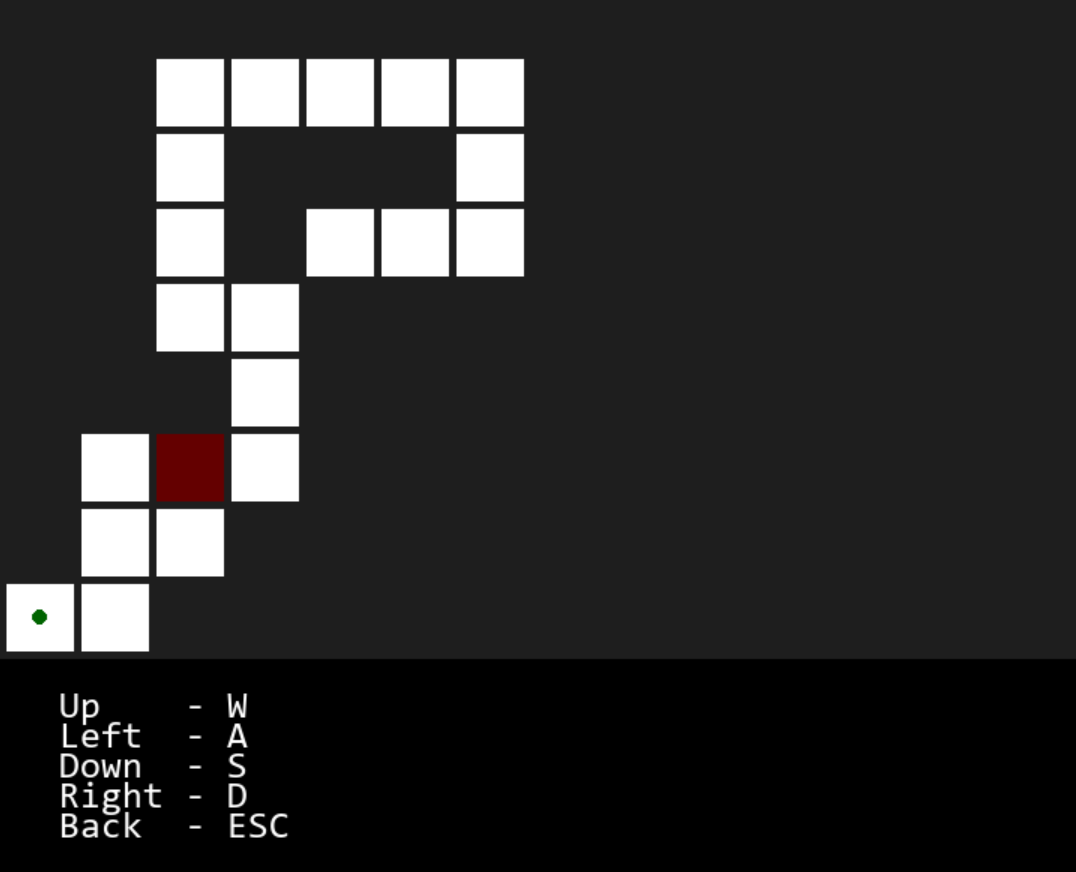 Up - W
Left - A
Down - S
Right - D
Back - ESC